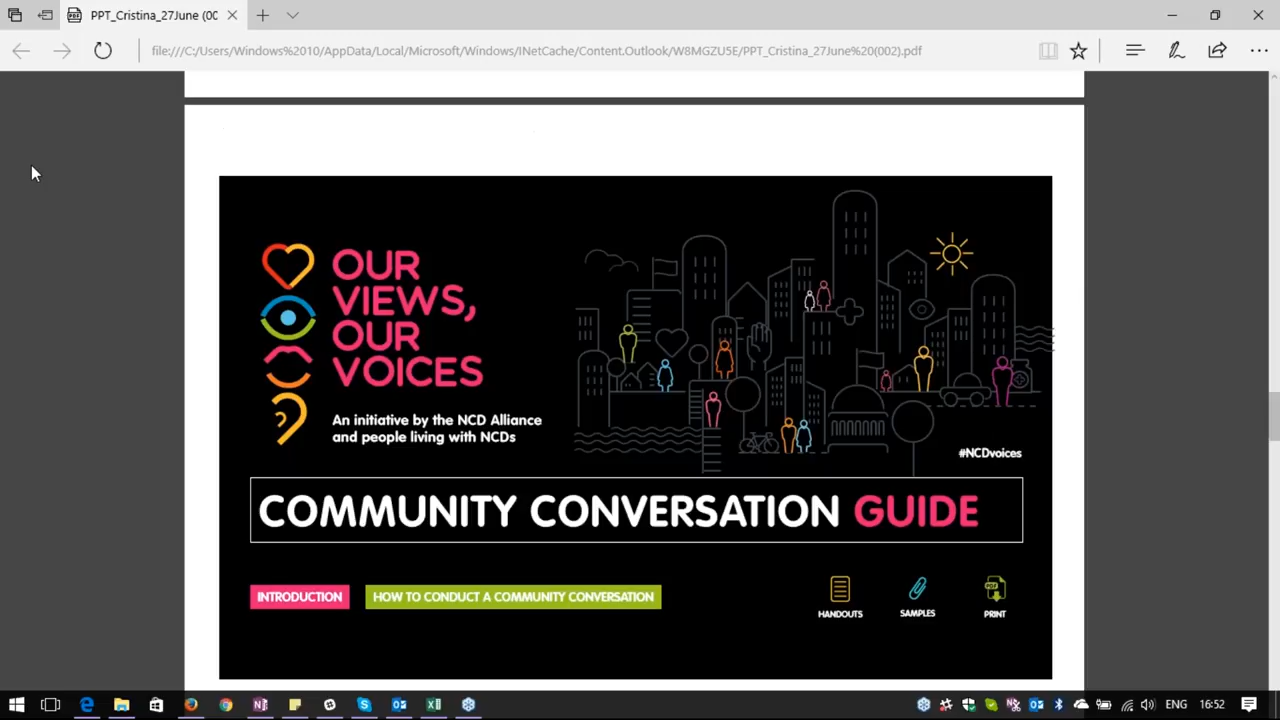 PPT_Cristina_27June (00
file:///C:/Users/Windows%2010/AppData/Local/Microsoft/Windows/INetCache/Content.Outlook/W8MGZU5E/PPT_Cristina_27June%20(002).pdf
OUR
VIEWS,
OUR
VOICES
An initiative by the NCD Alliance
and people living with NCDs
#NCDvoices
COMMUNITY CONVERSATION GUIDE
INTRODUCTION
HOW TO CONDUCT A COMMUNITY CONVERSATION
HANDOUTS
SAMPLES
PDF
PRINT
ENG
16:52